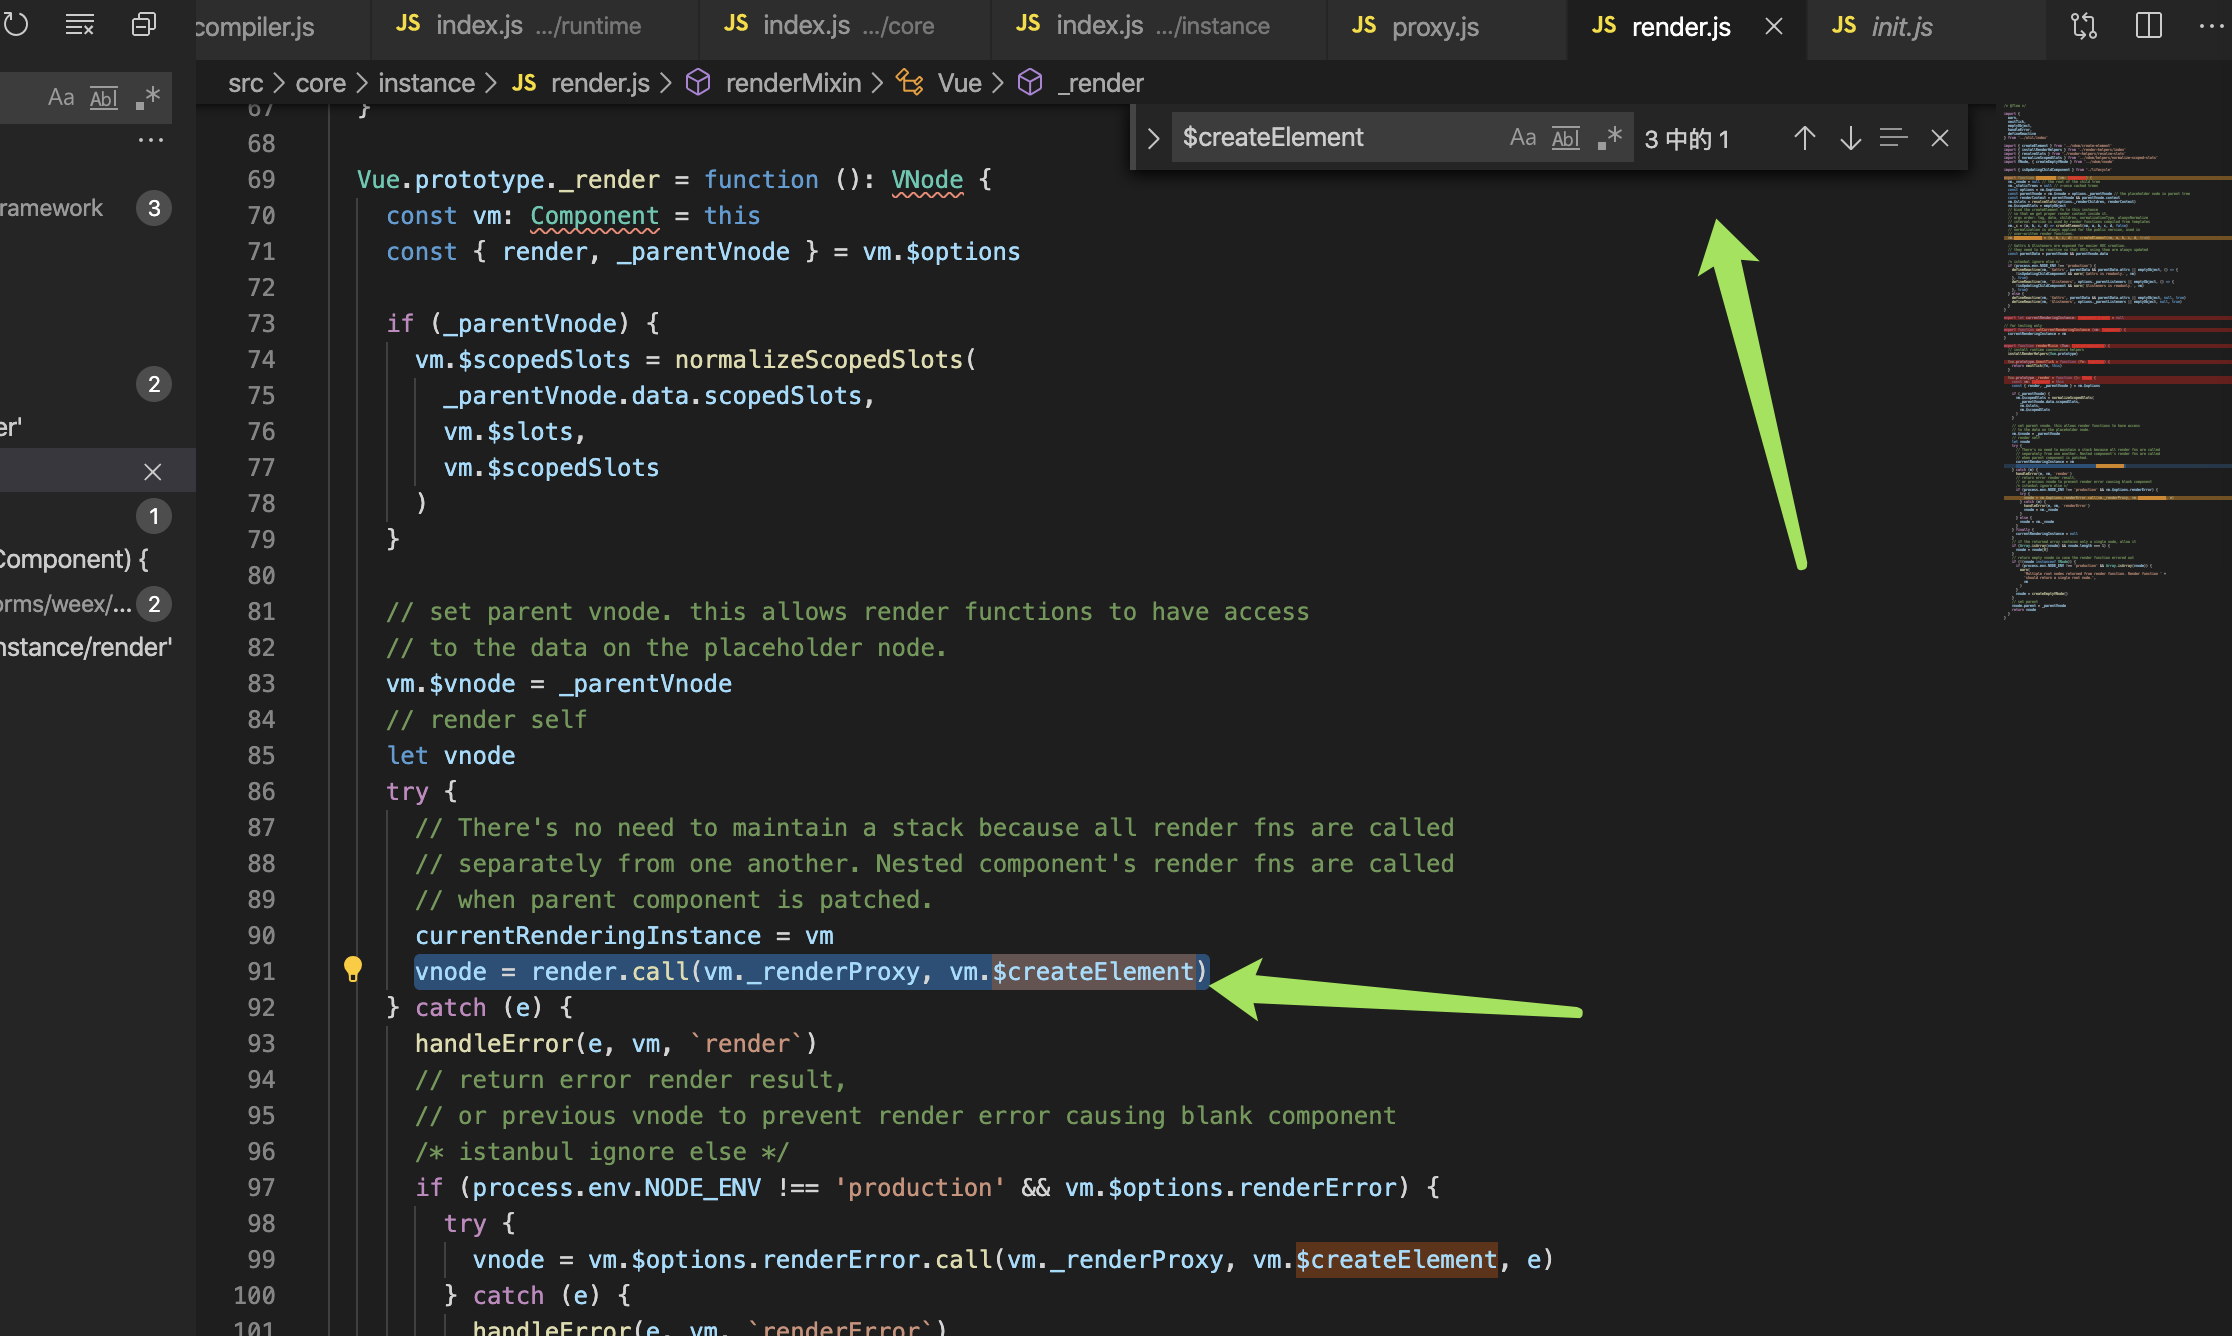 compiler.js
JS index.js .../runtime
JS index.js .../core
JS index.js .../instance
JS proxy.js
JS render.js
JS init.js
src > core > instance > JS render.js > renderMixin > Vue > _render
Aa Abl .*
...
ramework 3
2
er'
1
Component) {
orms/weex/... 2
nstance/render'
$createElement Aa Abl .* 3 中的 1
67 }
68
69 Vue.prototype._render = function (): VNode {
70 const vm: Component = this
71 const { render, _parentVnode } = vm.$options
72
73 if (_parentVnode) {
74 vm.$scopedSlots = normalizeScopedSlots(
75 _parentVnode.data.scopedSlots,
76 vm.$slots,
77 vm.$scopedSlots
78 )
79 }
80
81 // set parent vnode. this allows render functions to have access
82 // to the data on the placeholder node.
83 vm.$vnode = _parentVnode
84 // render self
85 let vnode
86 try {
87 // There's no need to maintain a stack because all render fns are called
88 // separately from one another. Nested component's render fns are called
89 // when parent component is patched.
90 currentRenderingInstance = vm
91 vnode = render.call(vm._renderProxy, vm.$createElement)
92 } catch (e) {
93 handleError(e, vm, `render`)
94 // return error render result,
95 // or previous vnode to prevent render error causing blank component
96 /* istanbul ignore else */
97 if (process.env.NODE_ENV !== 'production' && vm.$options.renderError) {
98 try {
99 vnode = vm.$options.renderError.call(vm._renderProxy, vm.$createElement, e)
100 } catch (e) {
101 handleError(e, vm, `renderError`)